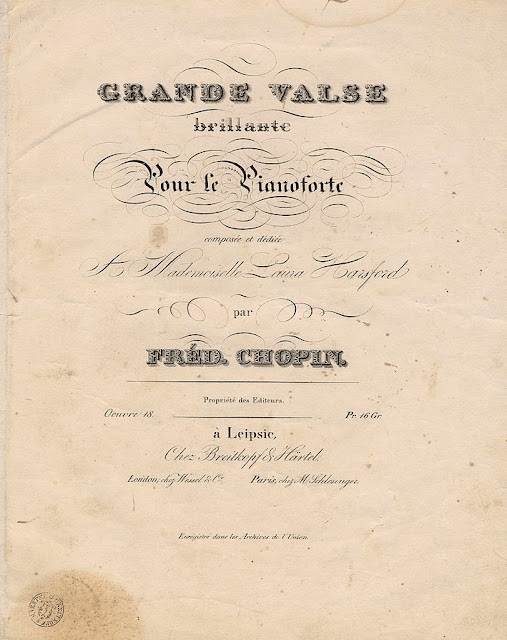 GRANDE VALSE
brillante
Pour le Pianoforte
composée et dédiée
A Mademoiselle Laura Harsford
par
FRÉD. CHOPIN.
Propriété des Editeurs.
Oeuvre 18. Pr. 16 Gr.
à Leipsic,
Chez Breitkopf & Härtel.
London, chez Wessel & Co. Paris, chez M. Schlesinger.
Enregistré dans les Archives de l'Union.